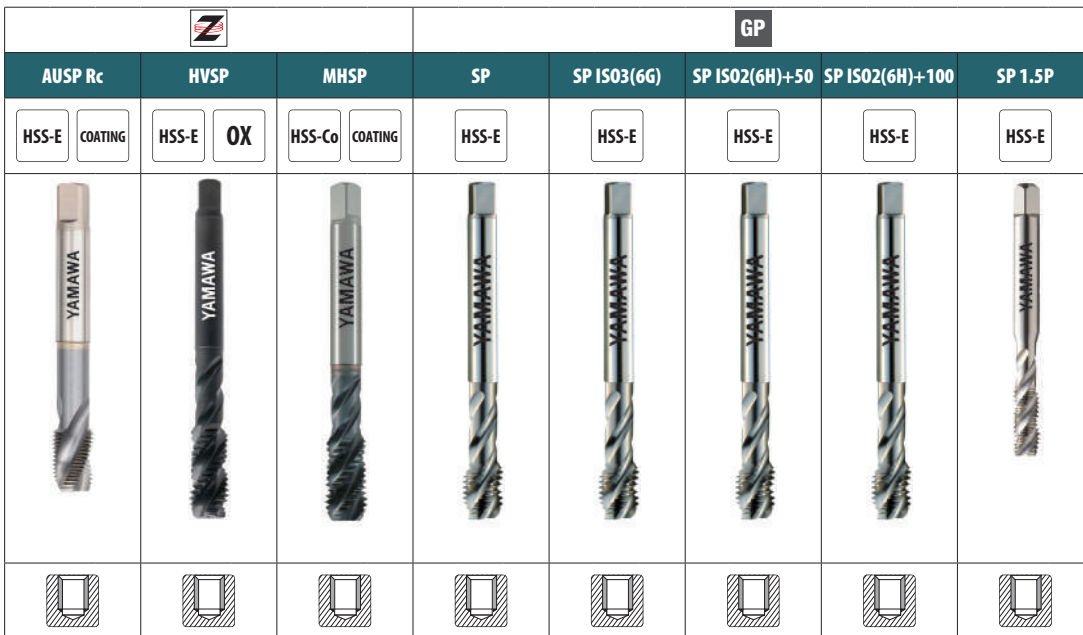 Z GP
AUSP Rc HVSP MHSP SP SP ISO3(6G) SP ISO2(6H)+50 SP ISO2(6H)+100 SP 1.5P
HSS-E COATING HSS-E OX HSS-Co COATING HSS-E HSS-E HSS-E HSS-E HSS-E
YAMAWA YAMAWA YAMAWA YAMAWA YAMAWA YAMAWA YAMAWA YAMAWA